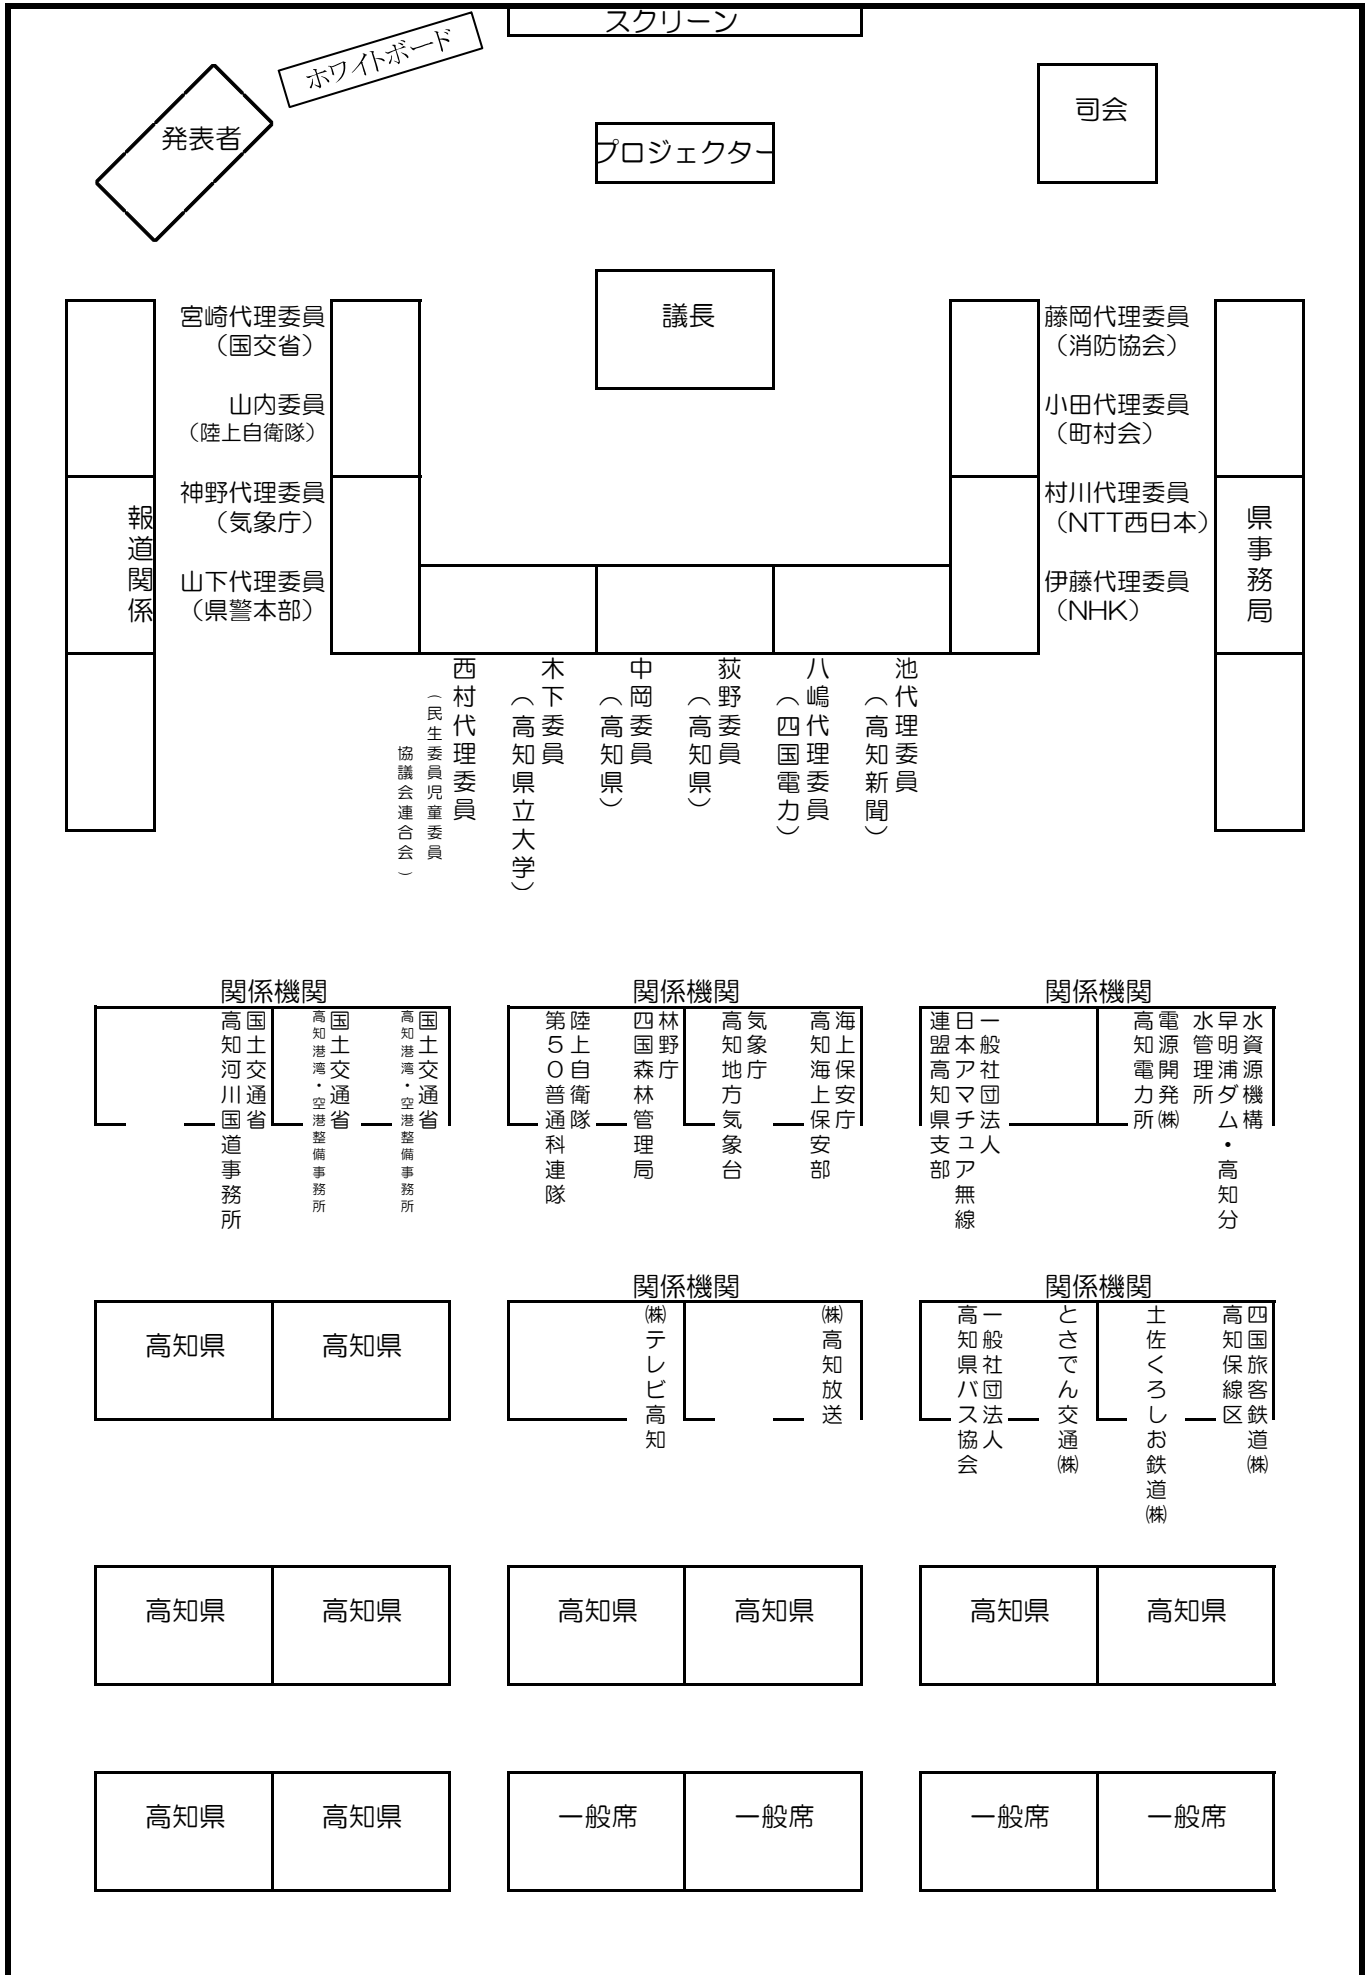 スクリーン
ホワイトボード
発表者
プロジェクター
司会
議長
宮崎代理委員
（国交省）
山内委員
（陸上自衛隊）
神野代理委員
（気象庁）
山下代理委員
（県警本部）
藤岡代理委員
（消防協会）
小田代理委員
（町村会）
村川代理委員
（NTT西日本）
伊藤代理委員
（NHK）
報道関係
県事務局
西村代理委員
（民生委員児童委員
協議会連合会）
木下委員
（高知県立大学）
中岡委員
（高知県）
荻野委員
（高知県）
八嶋代理委員
（四国電力）
池代理委員
（高知新聞）
関係機関
国土交通省
高知河川国道事務所
国土交通省
高知港湾・空港整備事務所
国土交通省
高知港湾・空港整備事務所
関係機関
陸上自衛隊
第５０普通科連隊
林野庁
四国森林管理局
気象庁
高知地方気象台
海上保安庁
高知海上保安部
関係機関
一般社団法人
日本アマチュア無線
連盟高知県支部
電源開発㈱
高知電力所
水資源機構
早明浦ダム・高知分
水管理所
高知県
高知県
関係機関
㈱テレビ高知
㈱高知放送
関係機関
一般社団法人
高知県バス協会
とさでん交通㈱
土佐くろしお鉄道㈱
四国旅客鉄道㈱
高知保線区
高知県
高知県
高知県
高知県
高知県
高知県
高知県
高知県
一般席
一般席
一般席
一般席